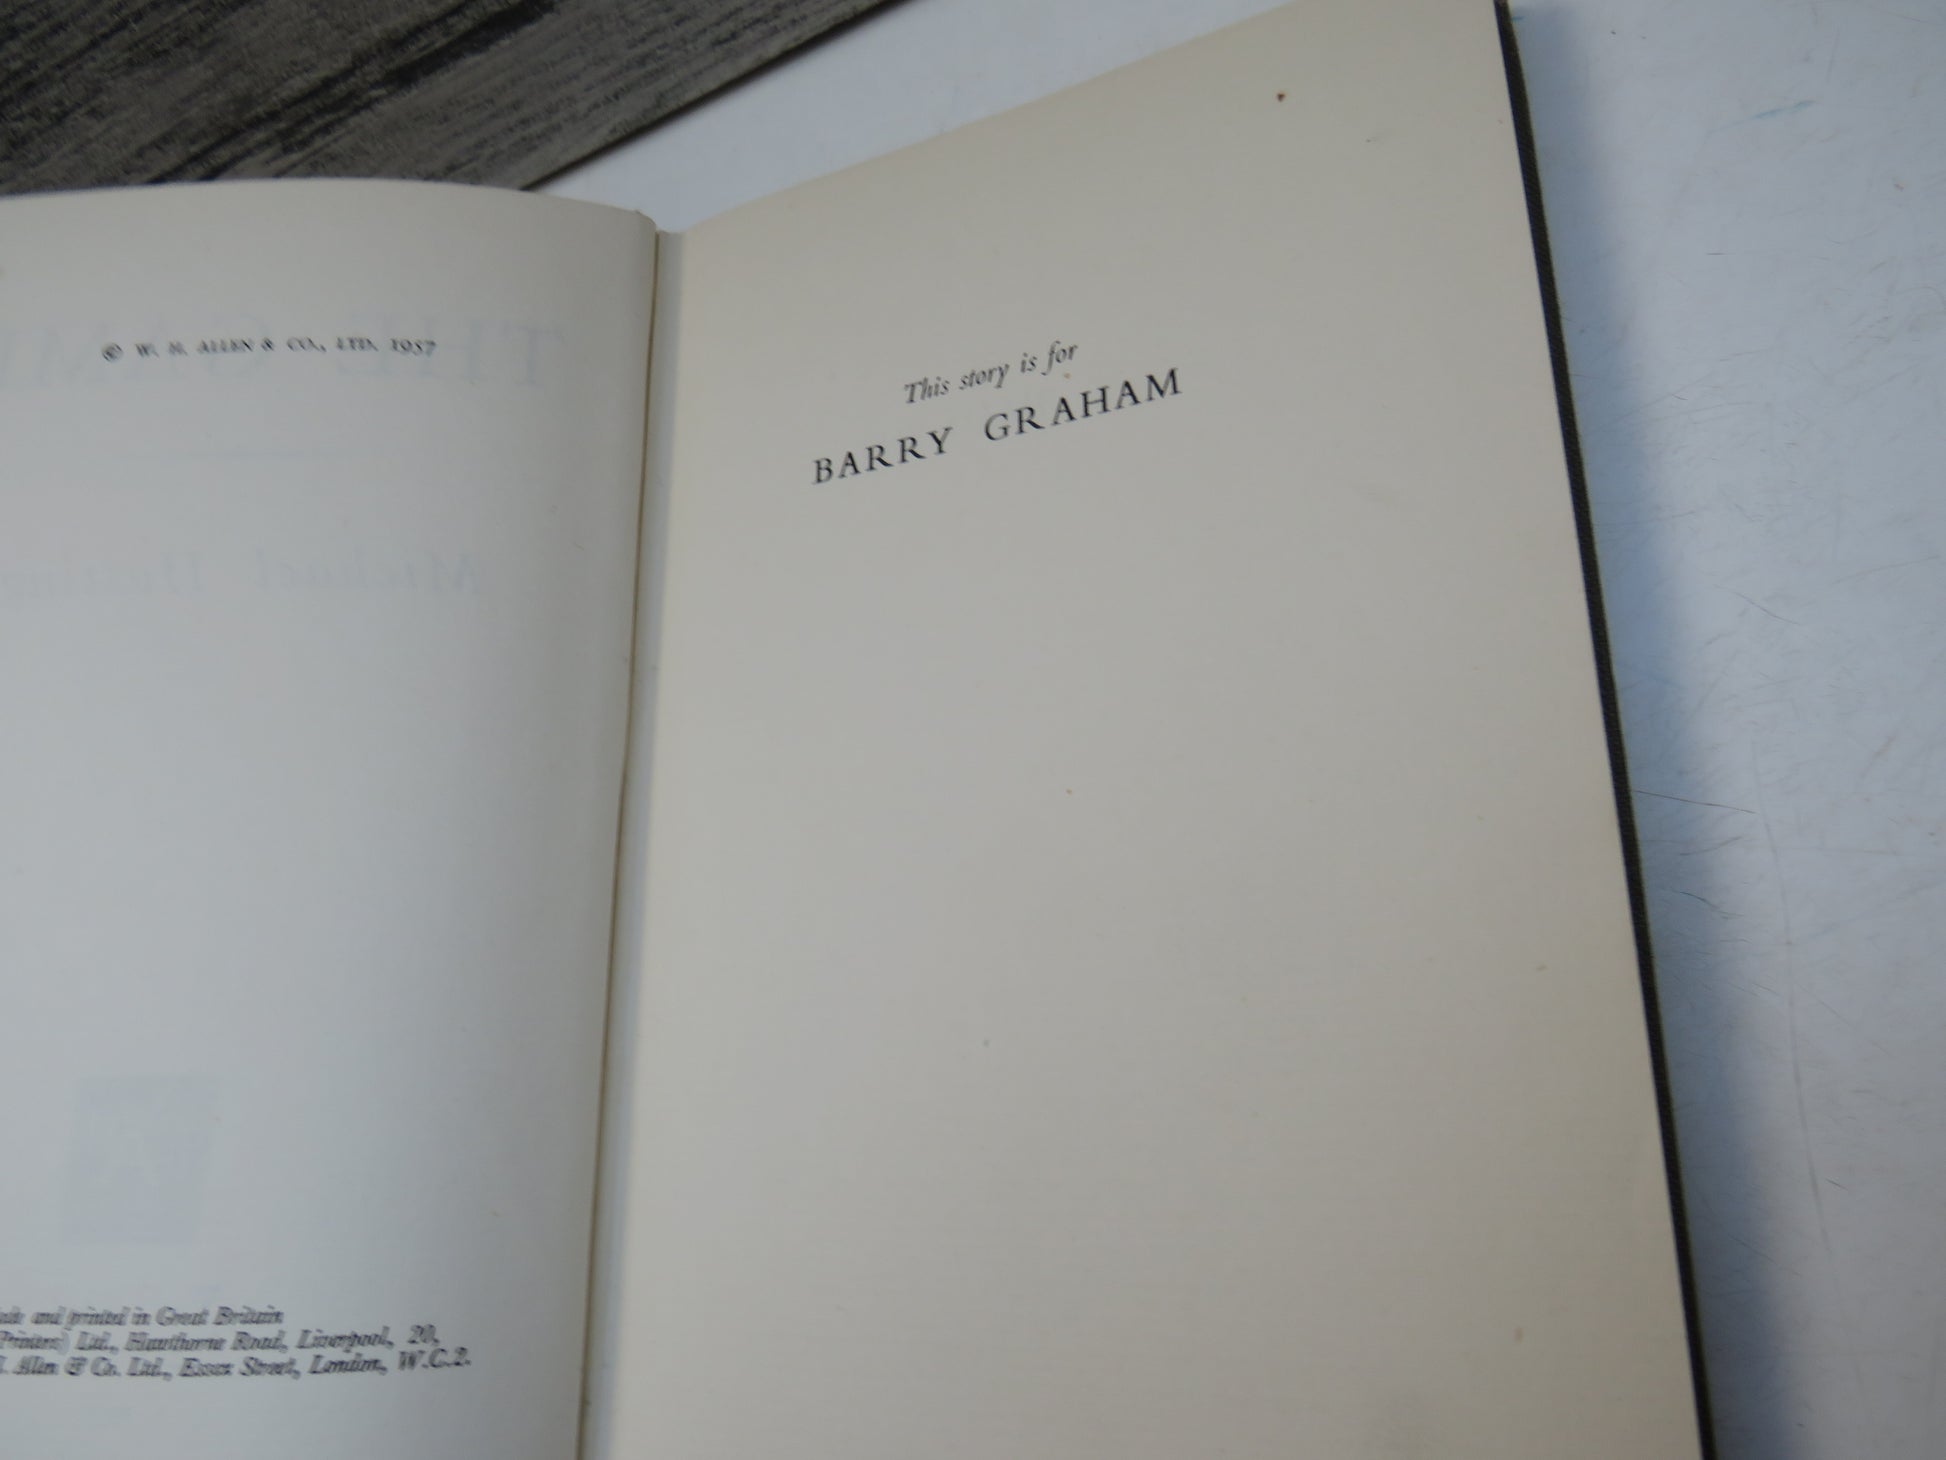 © W. H. ALLEN & CO., LTD. 1957
and printed in Great Britain
Printers) Ltd., Hawthorne Road, Liverpool, 20,
Allen & Co. Ltd., Essex Street, London, W.C.2.
This story is for
BARRY GRAHAM